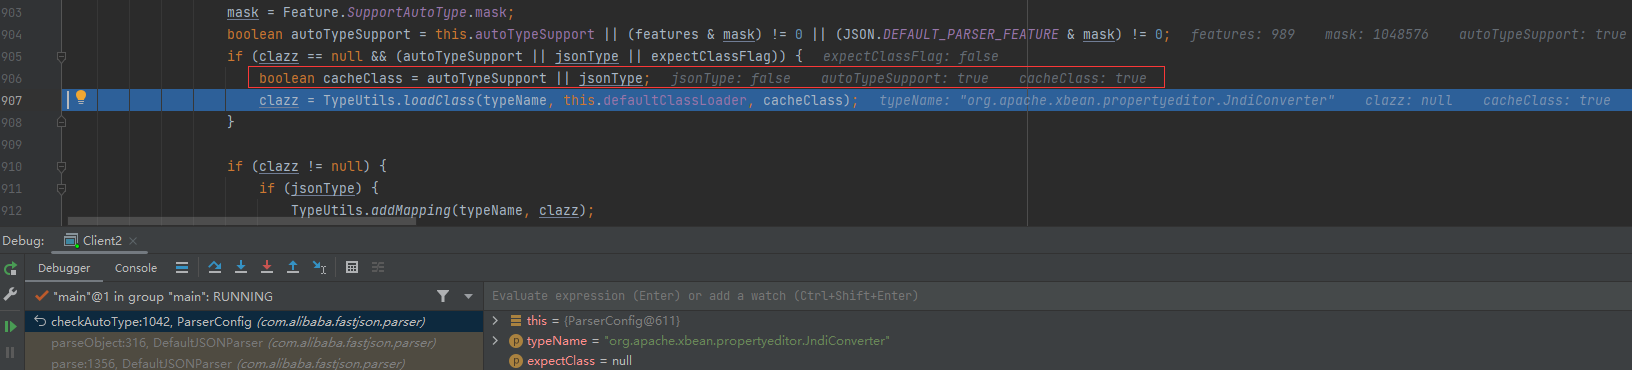 903 mask = Feature.SupportAutoType.mask;
904 boolean autoTypeSupport = this.autoTypeSupport || (features & mask) != 0 || (JSON.DEFAULT_PARSER_FEATURE & mask) != 0; features: 989 mask: 1048576 autoTypeSupport: true
905 if (clazz == null && (autoTypeSupport || jsonType || expectClassFlag)) { expectClassFlag: false
906 boolean cacheClass = autoTypeSupport || jsonType; jsonType: false autoTypeSupport: true cacheClass: true
907 clazz = TypeUtils.loadClass(typeName, this.defaultClassLoader, cacheClass); typeName: "org.apache.xbean.propertyeditor.JndiConverter" clazz: null cacheClass: true
908 }
909
910 if (clazz != null) {
911 if (jsonType) {
912 TypeUtils.addMapping(typeName, clazz);
Debug: Client2
Debugger Console
"main"@1 in group "main": RUNNING
Evaluate expression (Enter) or add a watch (Ctrl+Shift+Enter)
checkAutoType:1042, ParserConfig (com.alibaba.fastjson.parser)
this = {ParserConfig@611}
parseObject:316, DefaultJSONParser (com.alibaba.fastjson.parser)
typeName = "org.apache.xbean.propertyeditor.JndiConverter"
parse:1356, DefaultJSONParser (com.alibaba.fastjson.parser)
expectClass = null